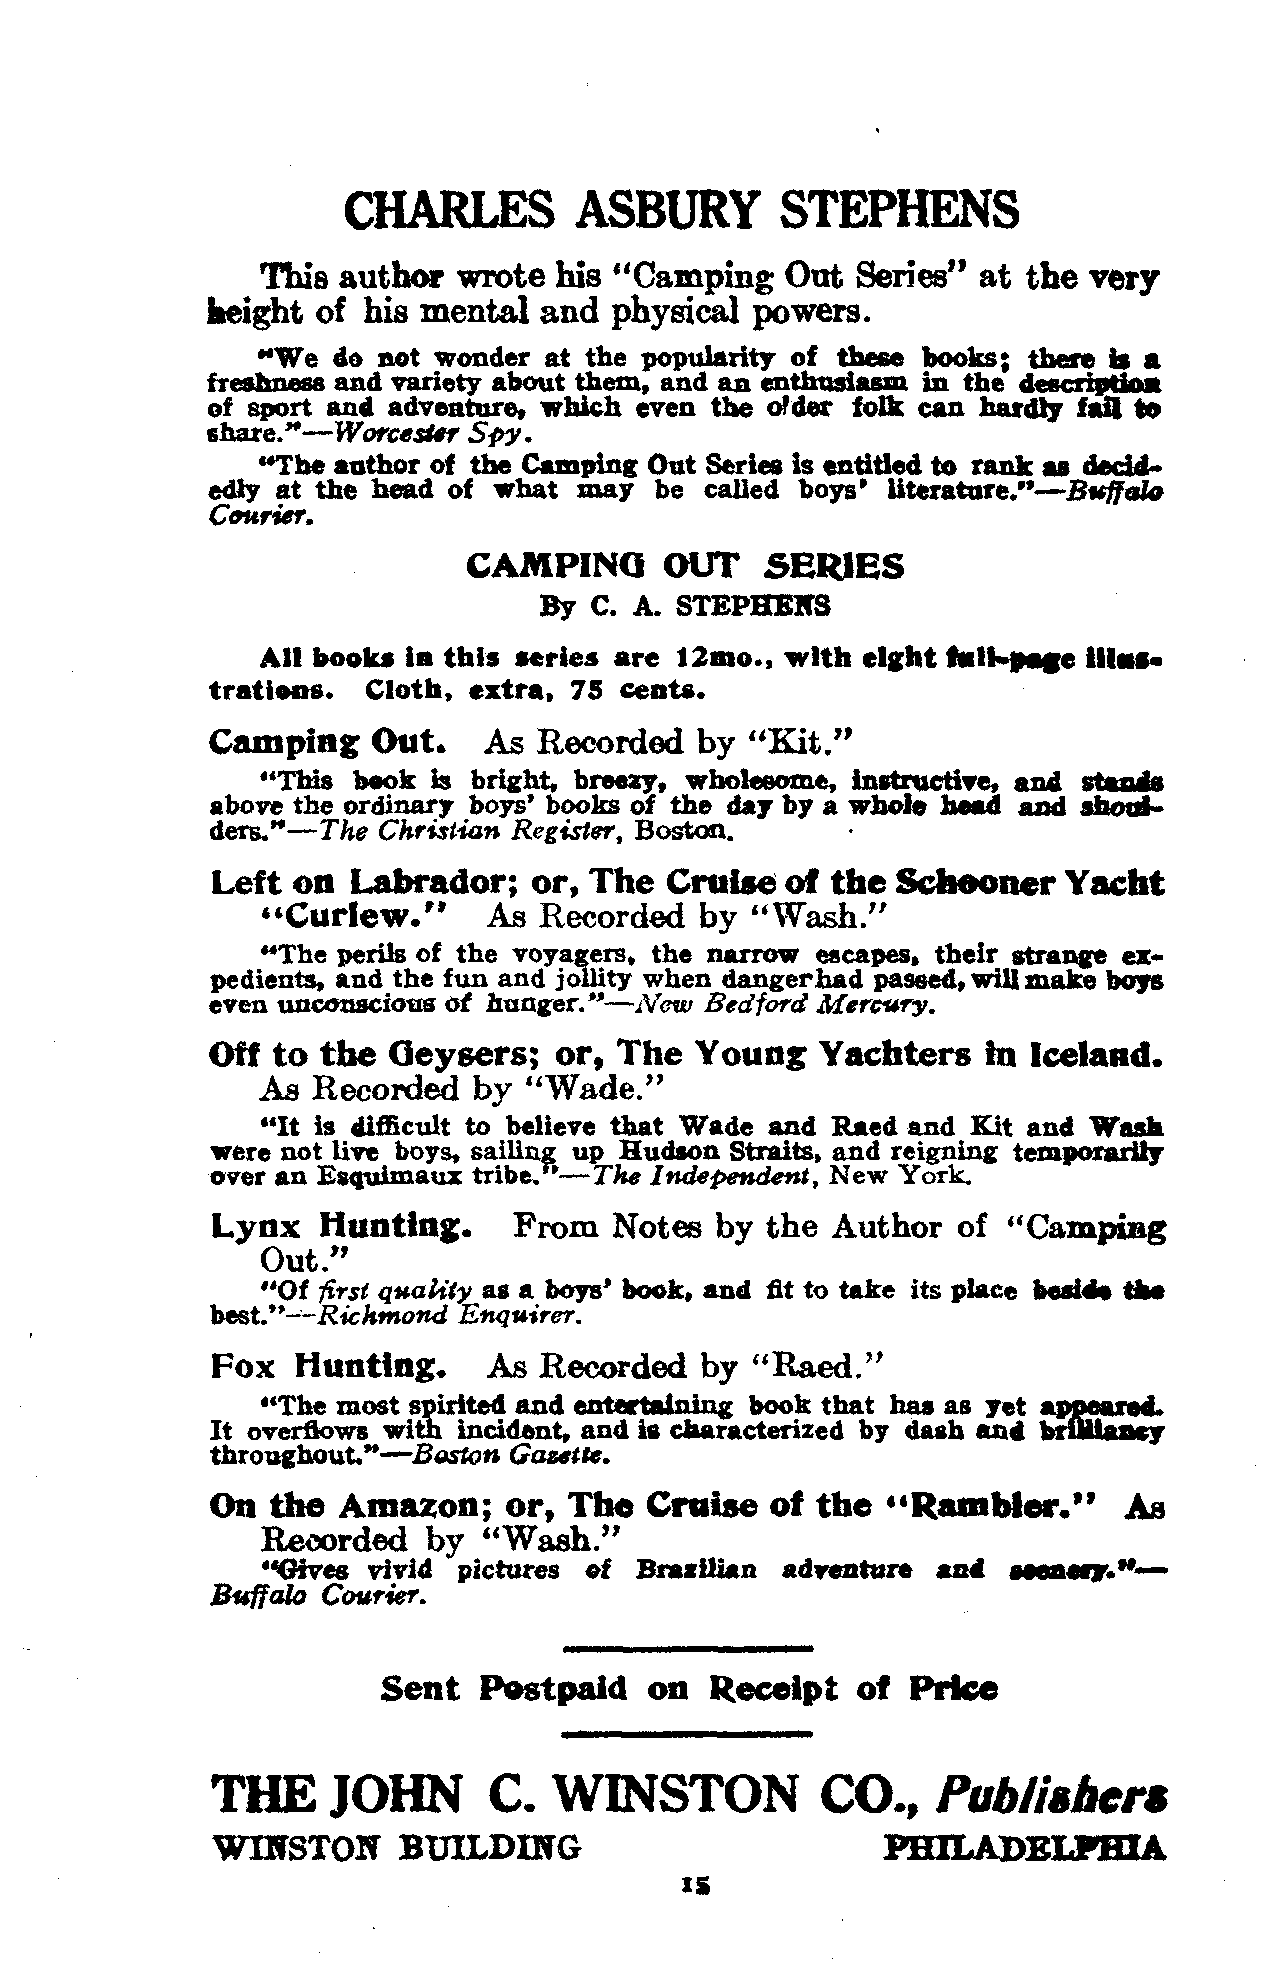 CHARLES ASBURY STEPHENS
This author wrote his "Camping Out Series" at the very
height of his mental and physical powers.
"We do not wonder at the popularity of these books; there is a
freshness and variety about them, and an enthusiasm in the description
of sport and adventure, which even the older folk can hardly fail to
share."—Worcester Spy.
"The author of the Camping Out Series is entitled to rank as decid-
edly at the head of what may be called boys' literature."—Buffalo
Courier.
CAMPING OUT SERIES
By C. A. STEPHENS
All books in this series are 12mo., with eight full-page illus-
trations. Cloth, extra, 75 cents.
Camping Out. As Recorded by "Kit."
"This book is bright, breezy, wholesome, instructive, and stands
above the ordinary boys' books of the day by a whole head and shoul-
ders."—The Christian Register, Boston.
Left on Labrador; or, The Cruise of the Schooner Yacht
"Curlew." As Recorded by "Wash."
"The perils of the voyagers, the narrow escapes, their strange ex-
pedients, and the fun and jollity when danger had passed, will make boys
even unconscious of hunger."—New Bedford Mercury.
Off to the Geysers; or, The Young Yachters in Iceland.
As Recorded by "Wade."
"It is difficult to believe that Wade and Raed and Kit and Wash
were not live boys, sailing up Hudson Straits, and reigning temporarily
over an Esquimaux tribe."—The Independent, New York.
Lynx Hunting. From Notes by the Author of "Camping
Out."
"Of first quality as a boys' book, and fit to take its place beside the
best."—Richmond Enquirer.
Fox Hunting. As Recorded by "Raed."
"The most spirited and entertaining book that has as yet appeared.
It overflows with incident, and is characterized by dash and brilliancy
throughout."—Boston Gazette.
On the Amazon; or, The Cruise of the "Rambler." As
Recorded by "Wash."
"Gives vivid pictures of Brazilian adventure and scenery."—
Buffalo Courier.
Sent Postpaid on Receipt of Price
THE JOHN C. WINSTON CO., Publishers
WINSTON BUILDING PHILADELPHIA
15